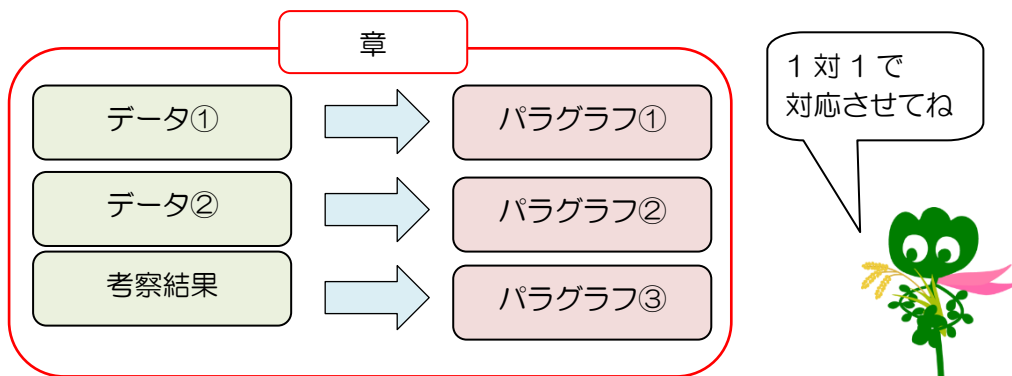 章
データ①
パラグラフ①
データ②
パラグラフ②
考察結果
パラグラフ③
1対1で
対応させてね